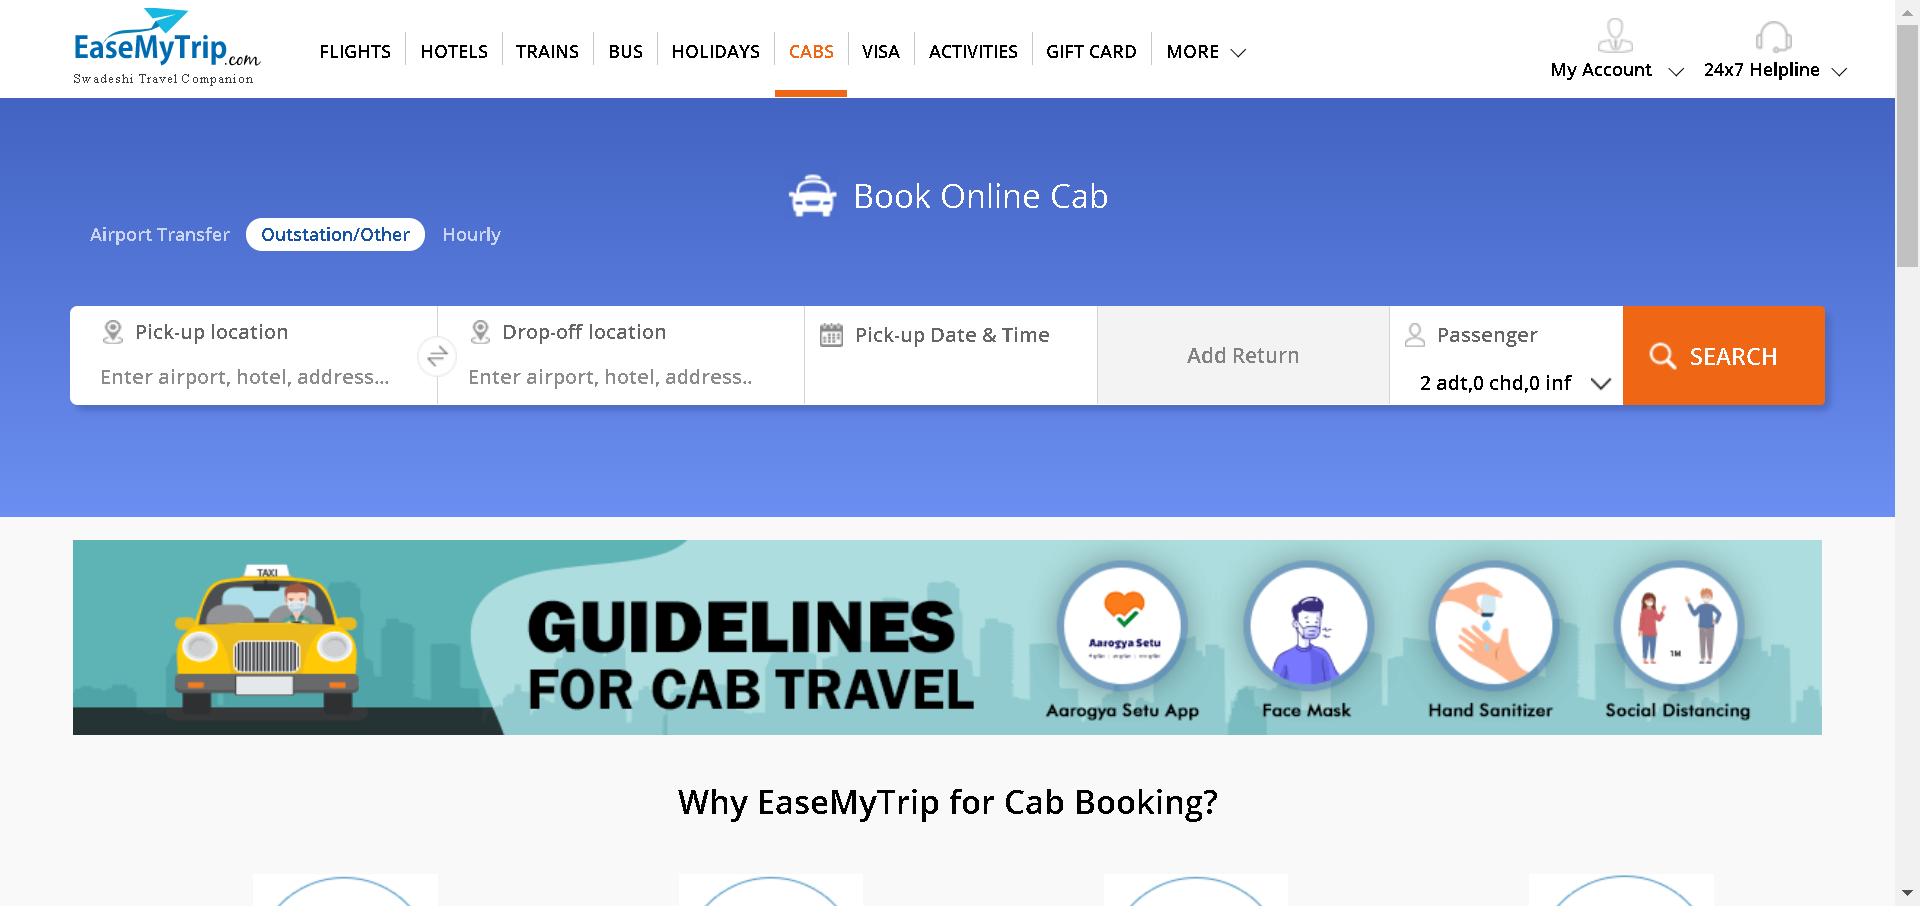 EaseMyTrip.com
Swadeshi Travel Companion
FLIGHTS
HOTELS
TRAINS
BUS
HOLIDAYS
CABS
VISA
ACTIVITIES
GIFT CARD
MORE
My Account
24x7 Helpline
Book Online Cab
Airport Transfer
Outstation/Other
Hourly
Pick-up location
Enter airport, hotel, address...
Drop-off location
Enter airport, hotel, address..
Pick-up Date & Time
Add Return
Passenger
2 adt,0 chd,0 inf
SEARCH
TAXI
GUIDELINES
FOR CAB TRAVEL
Aarogya Setu
Aarogya Setu App
Face Mask
Hand Sanitizer
1M
Social Distancing
Why EaseMyTrip for Cab Booking?